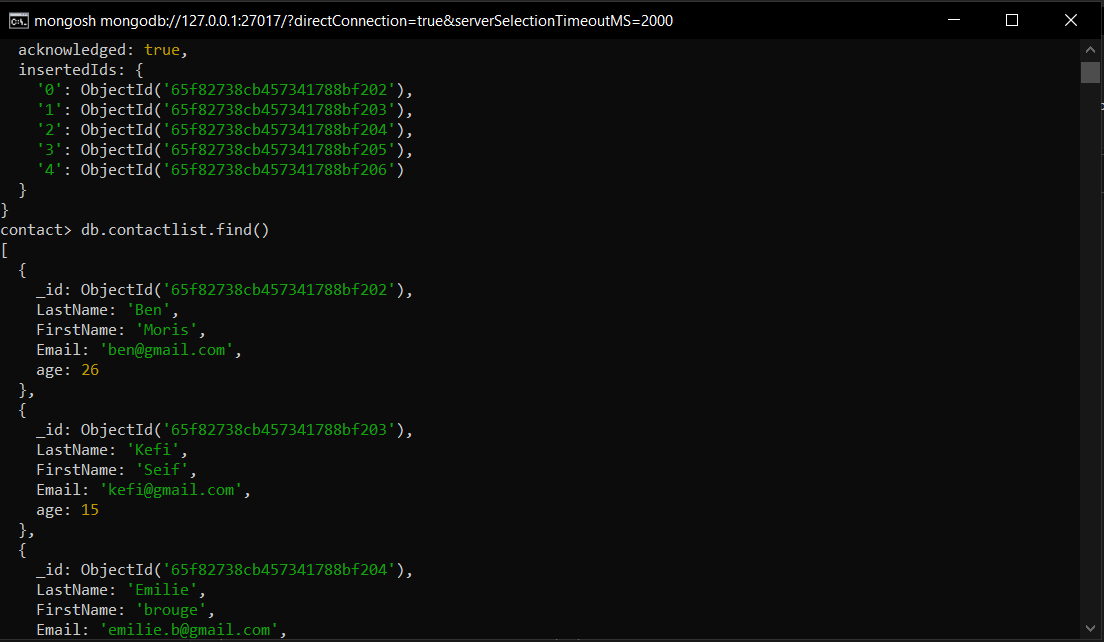 mongosh mongodb://127.0.0.1:27017/?directConnection=true&serverSelectionTimeoutMS=2000
  acknowledged: true,
  insertedIds: {
    '0': ObjectId('65f82738cb457341788bf202'),
    '1': ObjectId('65f82738cb457341788bf203'),
    '2': ObjectId('65f82738cb457341788bf204'),
    '3': ObjectId('65f82738cb457341788bf205'),
    '4': ObjectId('65f82738cb457341788bf206')
  }
}
contact> db.contactlist.find()
[
  {
    _id: ObjectId('65f82738cb457341788bf202'),
    LastName: 'Ben',
    FirstName: 'Moris',
    Email: 'ben@gmail.com',
    age: 26
  },
  {
    _id: ObjectId('65f82738cb457341788bf203'),
    LastName: 'Kefi',
    FirstName: 'Seif',
    Email: 'kefi@gmail.com',
    age: 15
  },
  {
    _id: ObjectId('65f82738cb457341788bf204'),
    LastName: 'Emilie',
    FirstName: 'brouge',
    Email: 'emilie.b@gmail.com',